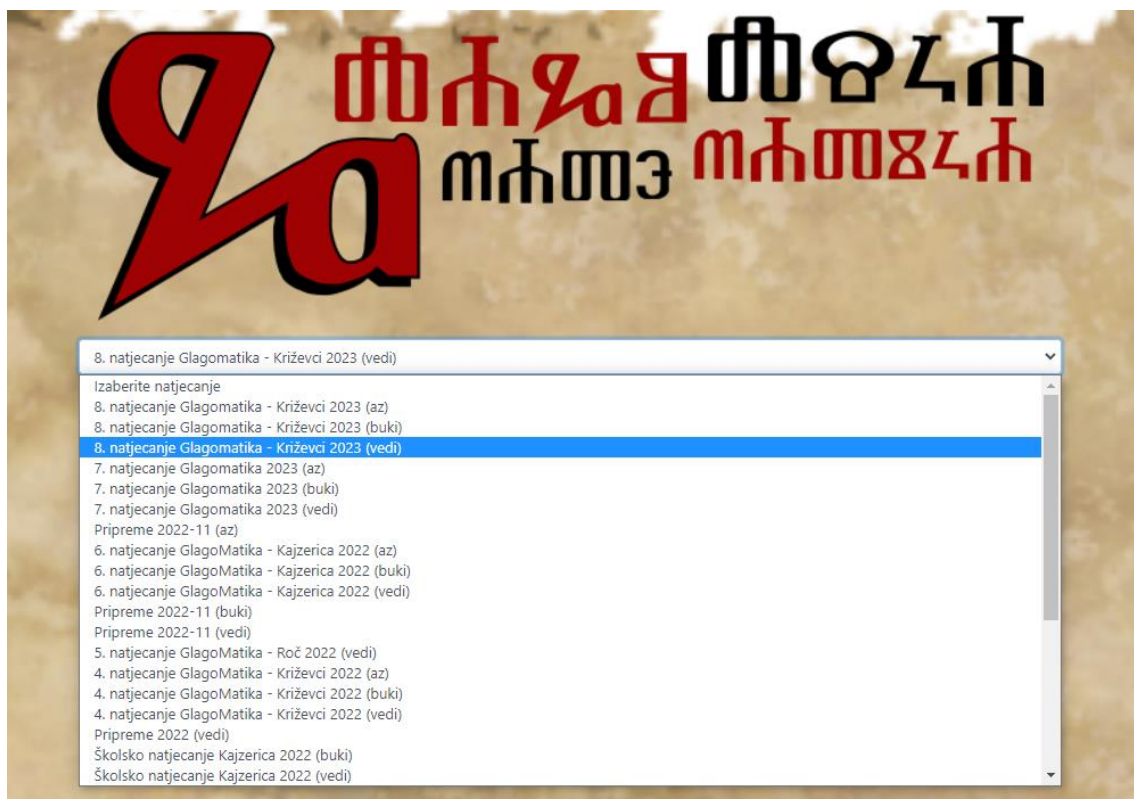 8. natjecanje Glagomatika - Križevci 2023 (vedi)
Izaberite natjecanje
8. natjecanje Glagomatika - Križevci 2023 (az)
8. natjecanje Glagomatika - Križevci 2023 (buki)
8. natjecanje Glagomatika - Križevci 2023 (vedi)
7. natjecanje Glagomatika 2023 (az)
7. natjecanje Glagomatika 2023 (buki)
7. natjecanje Glagomatika 2023 (vedi)
Pripreme 2022-11 (az)
6. natjecanje GlagoMatika - Kajzerica 2022 (az)
6. natjecanje GlagoMatika - Kajzerica 2022 (buki)
6. natjecanje GlagoMatika - Kajzerica 2022 (vedi)
Pripreme 2022-11 (buki)
Pripreme 2022-11 (vedi)
5. natjecanje GlagoMatika - Roč 2022 (vedi)
4. natjecanje GlagoMatika - Križevci 2022 (az)
4. natjecanje GlagoMatika - Križevci 2022 (buki)
4. natjecanje GlagoMatika - Križevci 2022 (vedi)
Pripreme 2022 (vedi)
Školsko natjecanje Kajzerica 2022 (buki)
Školsko natjecanje Kajzerica 2022 (vedi)